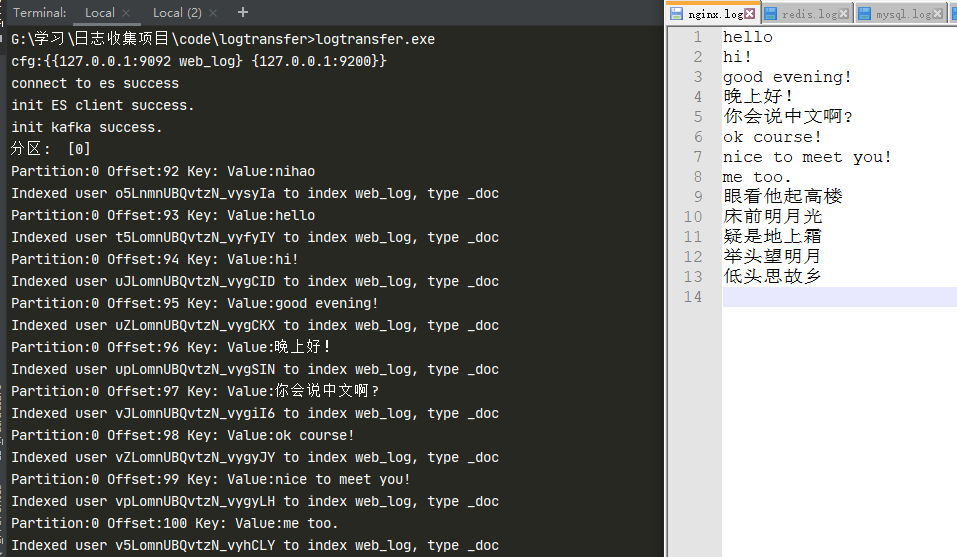 Terminal: Local × Local (2) × +
G:\学习\日志收集项目\code\logtransfer>logtransfer.exe
cfg:{{127.0.0.1:9092 web_log} {127.0.0.1:9200}}
connect to es success
init ES client success.
init kafka success.
分区: [0]
Partition:0 Offset:92 Key: Value:nihao
Indexed user o5LnmnUBQvtzN_vysyIa to index web_log, type _doc
Partition:0 Offset:93 Key: Value:hello
Indexed user t5LomnUBQvtzN_vyfyIY to index web_log, type _doc
Partition:0 Offset:94 Key: Value:hi!
Indexed user uJLomnUBQvtzN_vygCID to index web_log, type _doc
Partition:0 Offset:95 Key: Value:good evening!
Indexed user uZLomnUBQvtzN_vygCKX to index web_log, type _doc
Partition:0 Offset:96 Key: Value:晚上好!
Indexed user upLomnUBQvtzN_vygSIN to index web_log, type _doc
Partition:0 Offset:97 Key: Value:你会说中文啊?
Indexed user vJLomnUBQvtzN_vygiI6 to index web_log, type _doc
Partition:0 Offset:98 Key: Value:ok course!
Indexed user vZLomnUBQvtzN_vygyJY to index web_log, type _doc
Partition:0 Offset:99 Key: Value:nice to meet you!
Indexed user vpLomnUBQvtzN_vygyLH to index web_log, type _doc
Partition:0 Offset:100 Key: Value:me too.
Indexed user v5LomnUBQvtzN_vyhCLY to index web_log, type _doc
nginx.log redis.log mysql.log
1 hello
2 hi!
3 good evening!
4 晚上好!
5 你会说中文啊?
6 ok course!
7 nice to meet you!
8 me too.
9 眼看他起高楼
10 床前明月光
11 疑是地上霜
12 举头望明月
13 低头思故乡
14